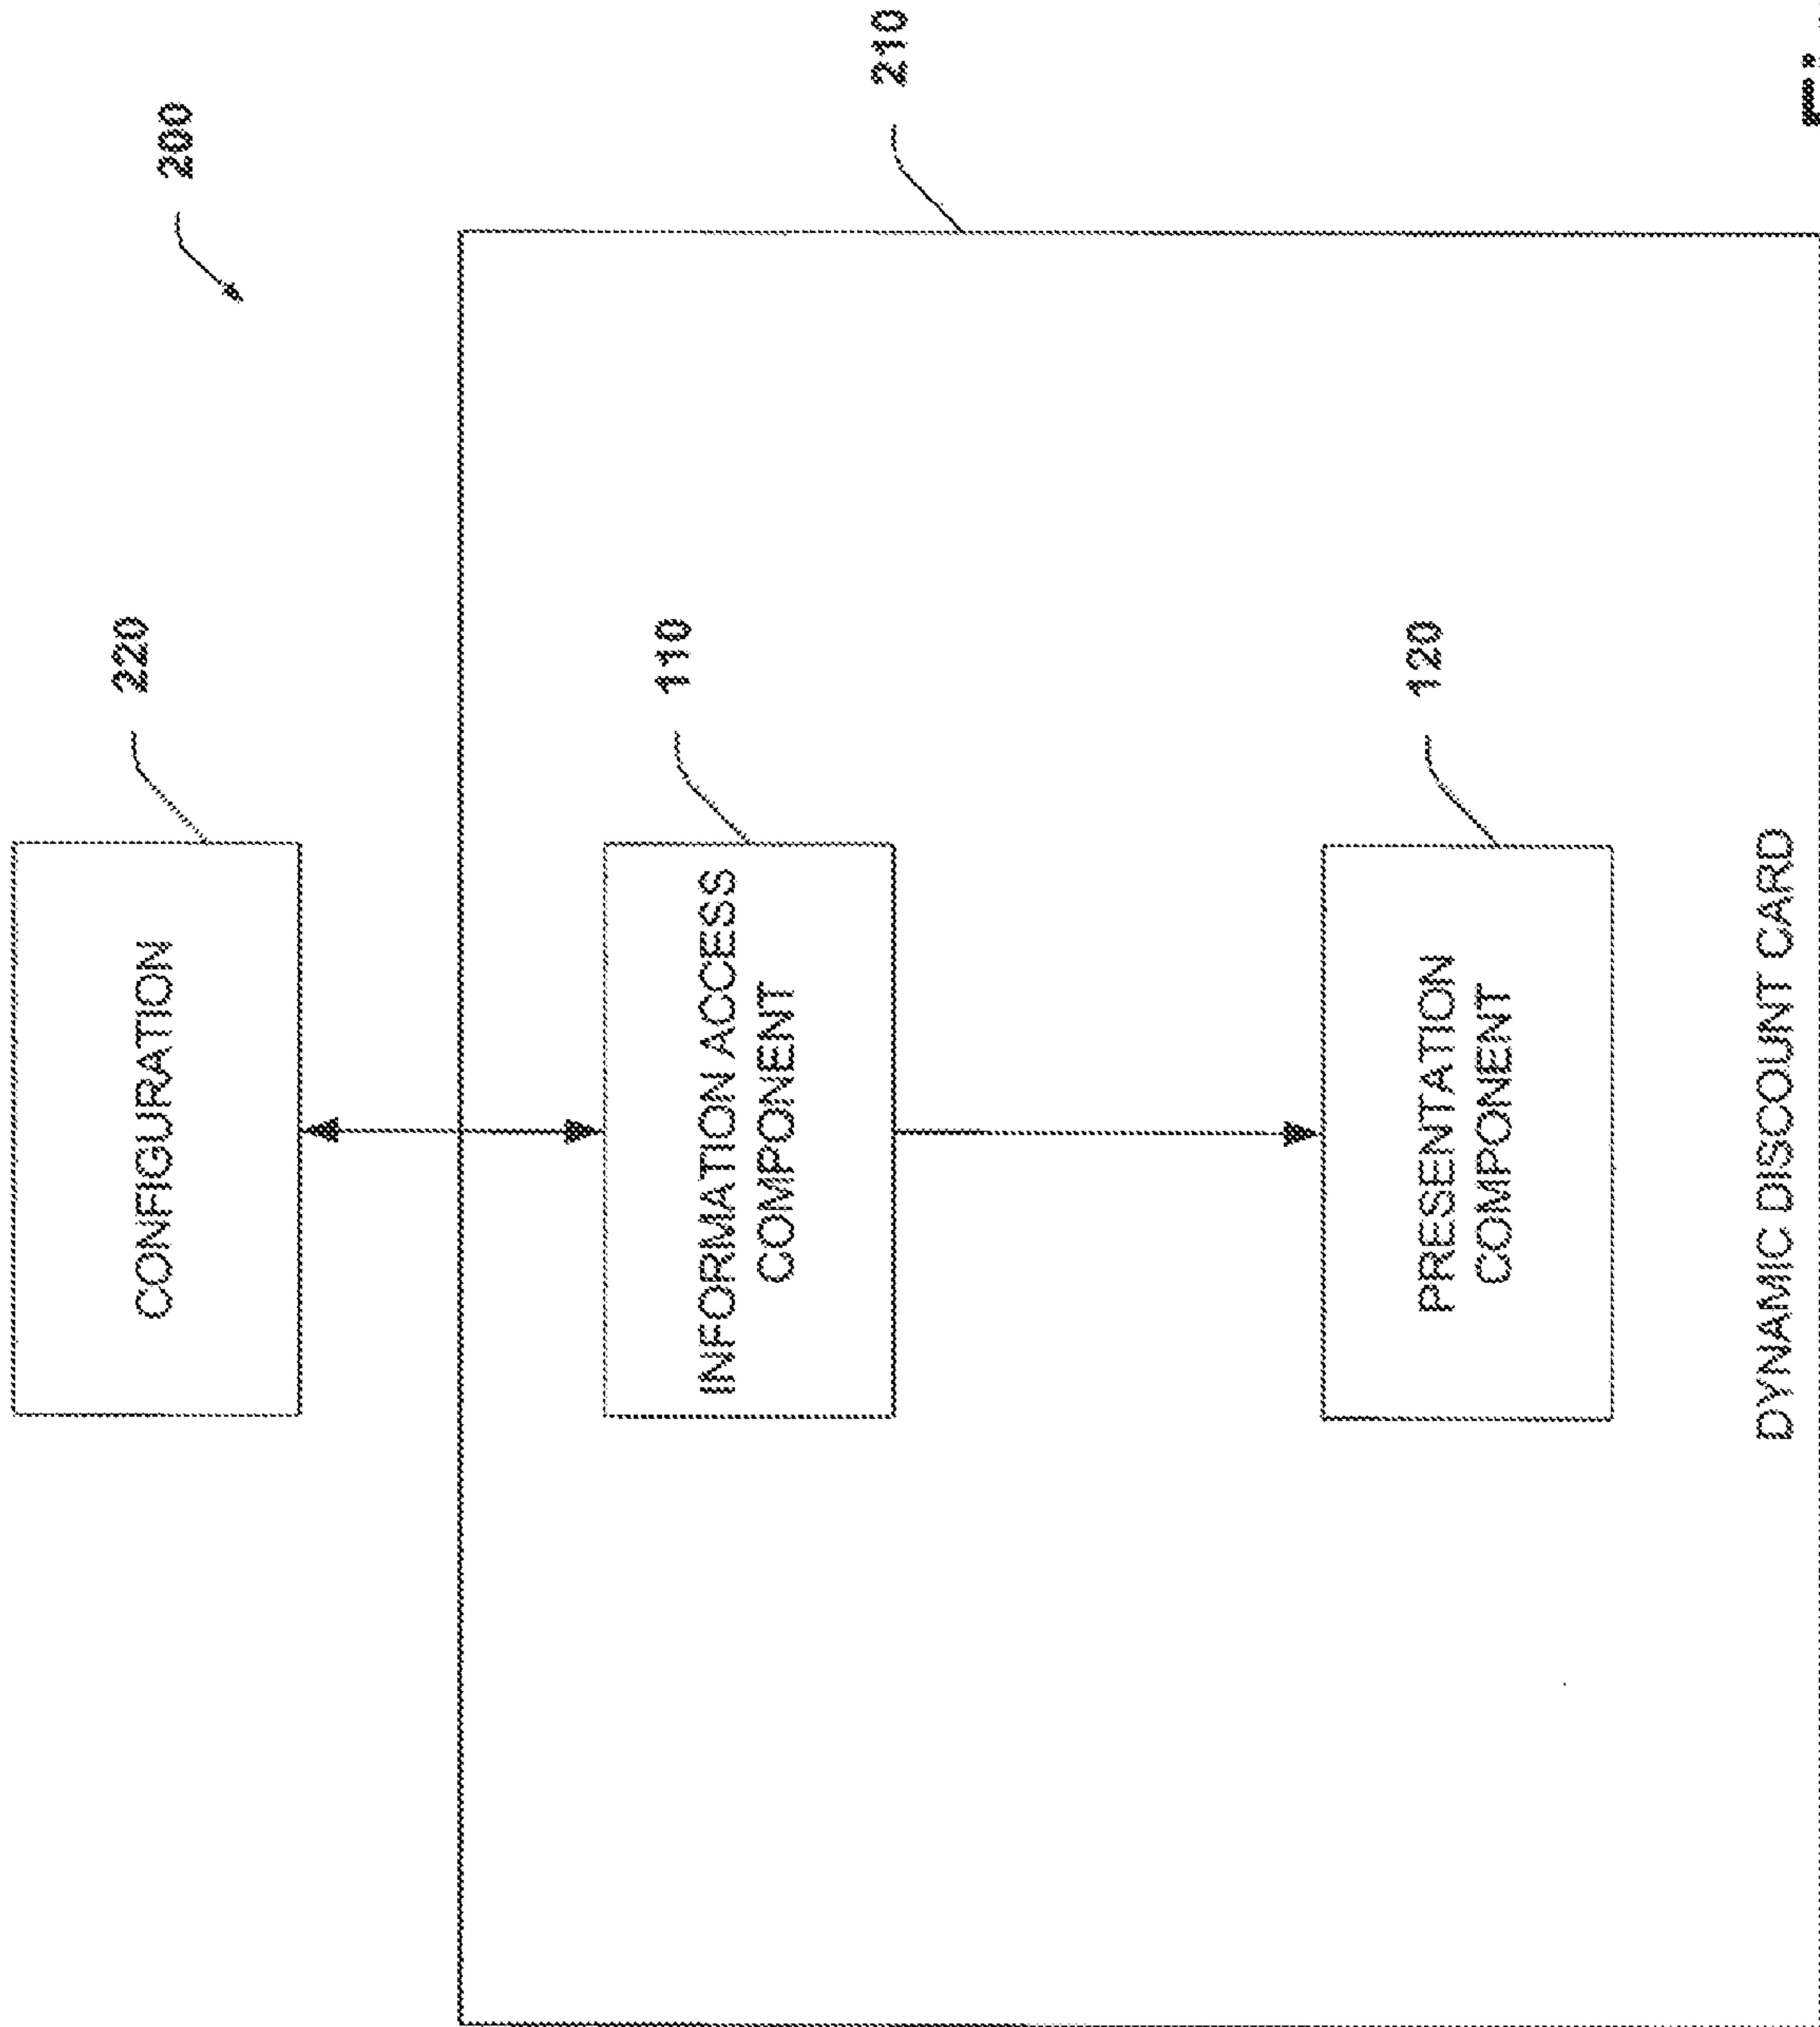 200
220
CONFIGURATION
210
110
INFORMATION ACCESS
COMPONENT
120
PRESENTATION
COMPONENT
DYNAMIC DISCOUNT CARD